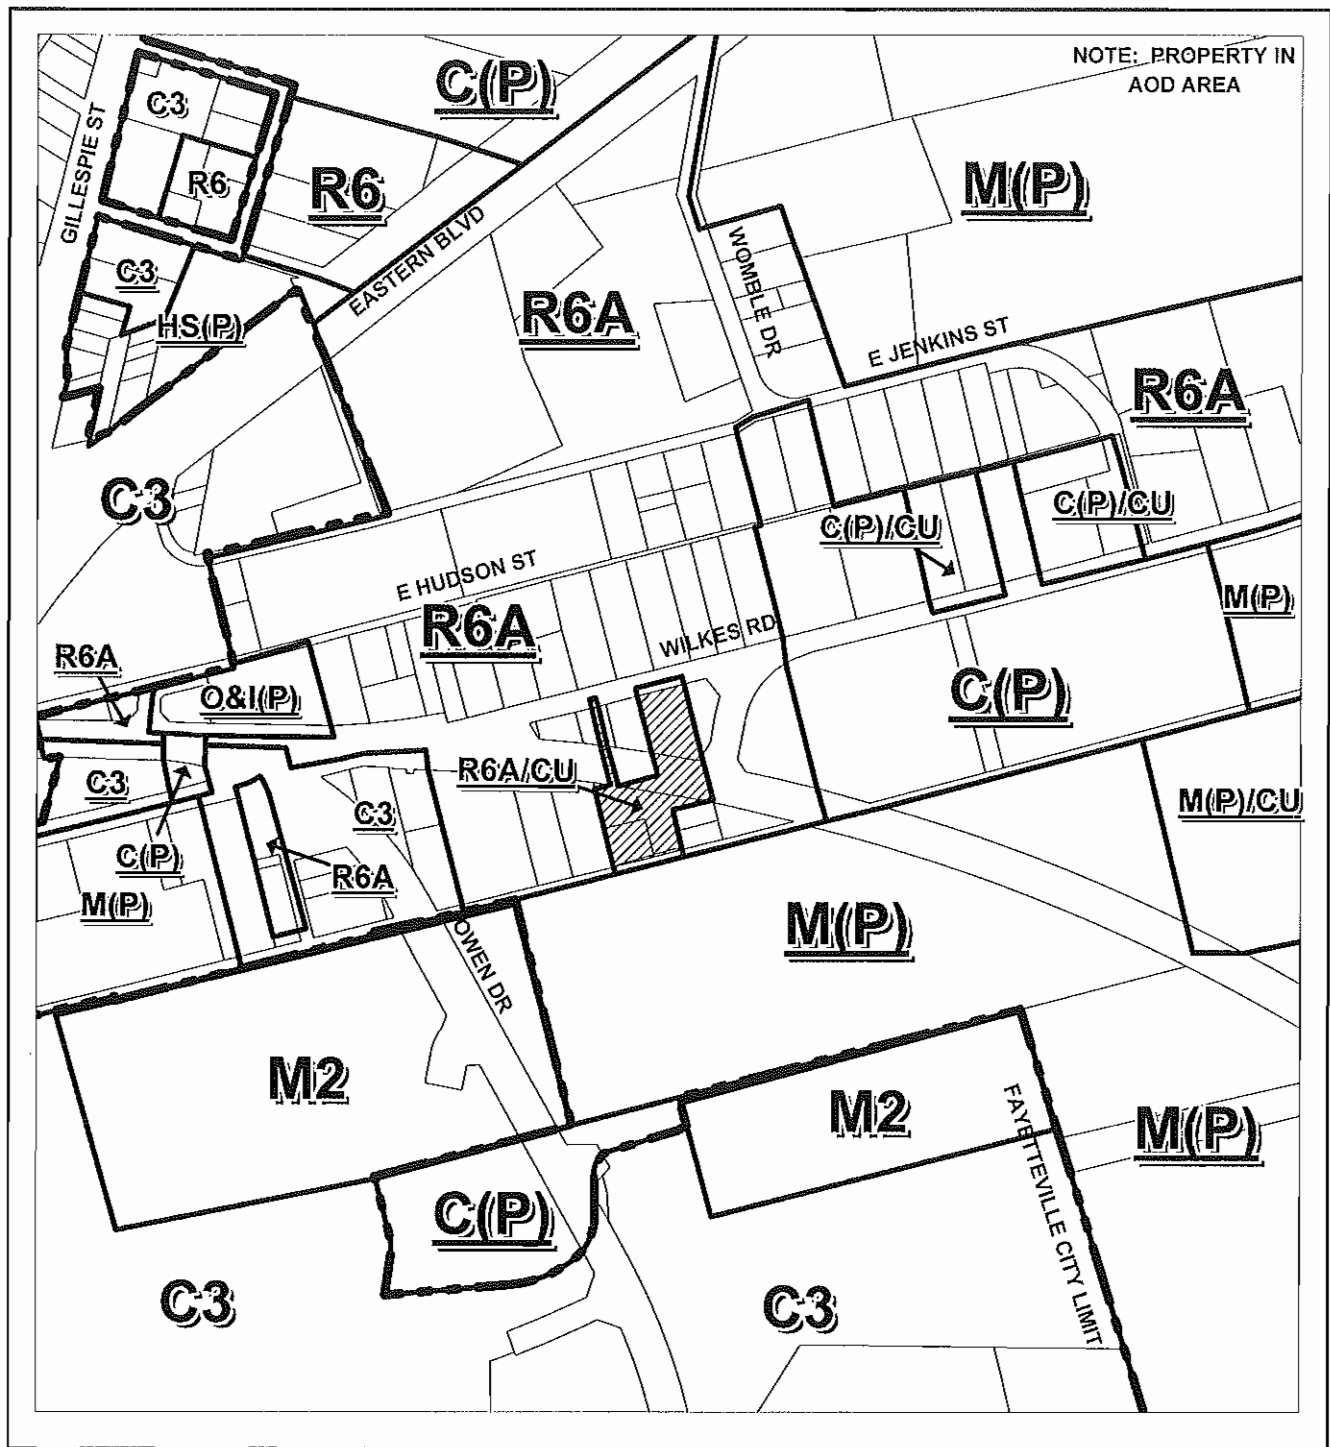 NOTE: PROPERTY IN
AOD AREA
C(P)
C3
GILLESPIE ST
R6
R6
M(P)
EASTERN BLVD
WOMBLE DR
C3
HS(P)
R6A
E JENKINS ST
R6A
C3
C(P)/CU
C(P)/CU
E HUDSON ST
R6A
WILKES RD
M(P)
R6A
O&I(P)
C(P)
C3
R6A/CU
C3
M(P)/CU
C(P)
R6A
M(P)
M(P)
OWEN DR
M2
M2
FAYETTEVILLE CITY LIMIT
M(P)
C(P)
C3
C3